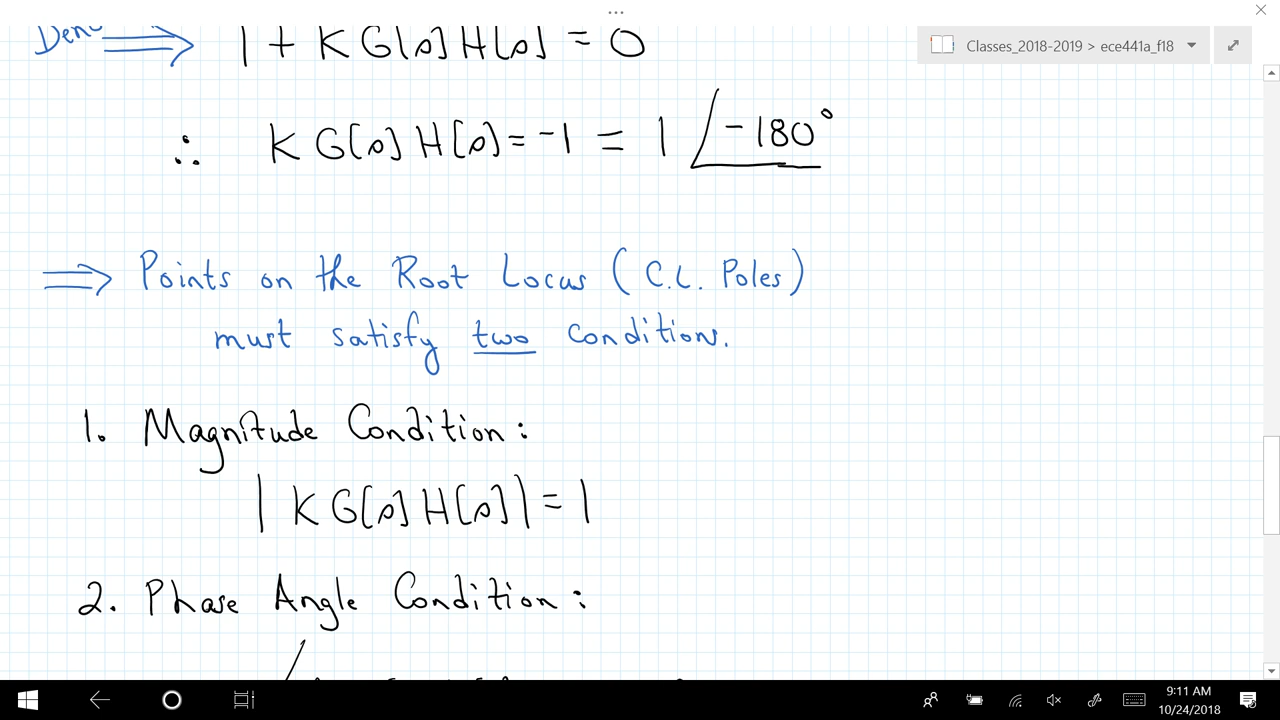 ⇒ 1 + K G[s] H[s] = 0
Classes_2018-2019 > ece441a_f18
∴ K G[s] H[s] = -1 = 1 ∠-180°
⇒ Points on the Root Locus (C.L. Poles)
must satisfy two conditions.
1. Magnitude Condition:
|K G[s] H[s]| = 1
2. Phase Angle Condition:
9:11 AM
10/24/2018